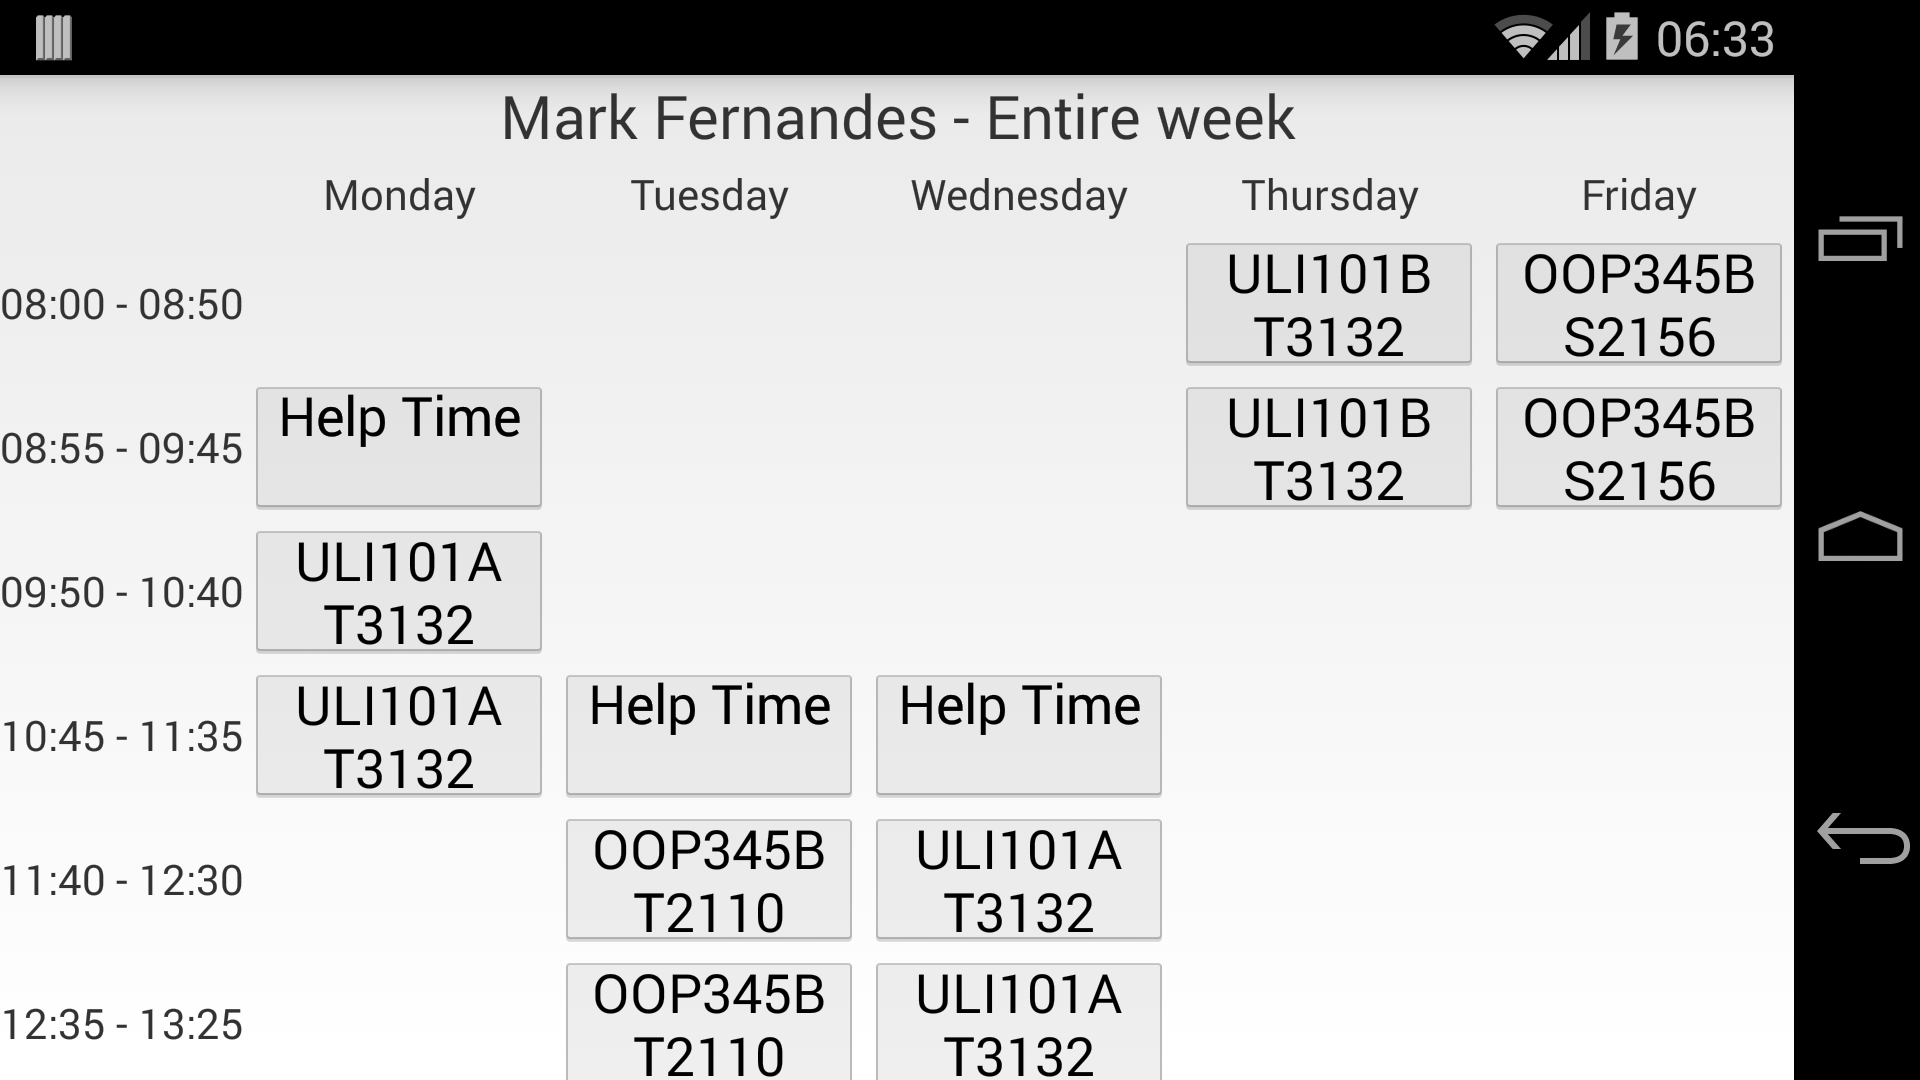 06:33
Mark Fernandes - Entire week
Monday Tuesday Wednesday Thursday Friday
08:00 - 08:50
ULI101B
T3132
OOP345B
S2156
08:55 - 09:45
Help Time
ULI101B
T3132
OOP345B
S2156
09:50 - 10:40
ULI101A
T3132
10:45 - 11:35
ULI101A
T3132
Help Time
Help Time
11:40 - 12:30
OOP345B
T2110
ULI101A
T3132
12:35 - 13:25
OOP345B
T2110
ULI101A
T3132